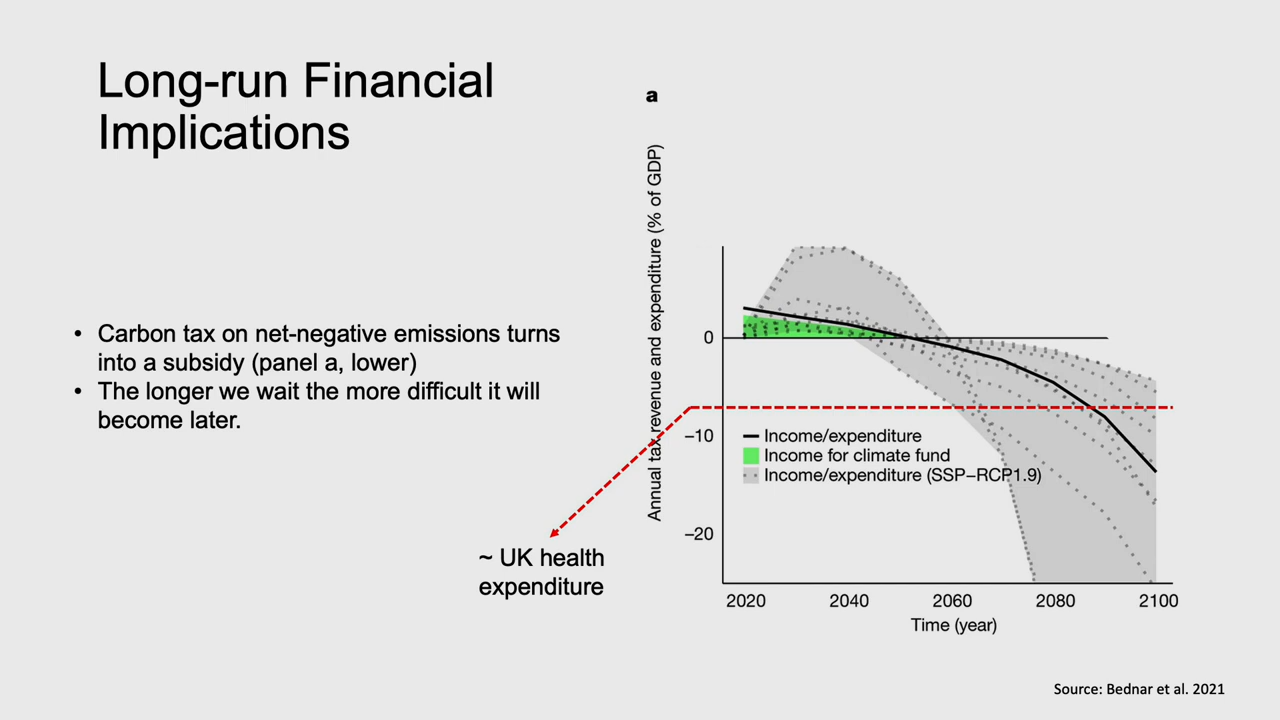 Long-run Financial
Implications
• Carbon tax on net-negative emissions turns
into a subsidy (panel a, lower)
• The longer we wait the more difficult it will
become later.
~ UK health
expenditure
a
Annual tax revenue and expenditure (% of GDP)
0
−10
−20
Income/expenditure
Income for climate fund
Income/expenditure (SSP−RCP1.9)
2020 2040 2060 2080 2100
Time (year)
Source: Bednar et al. 2021